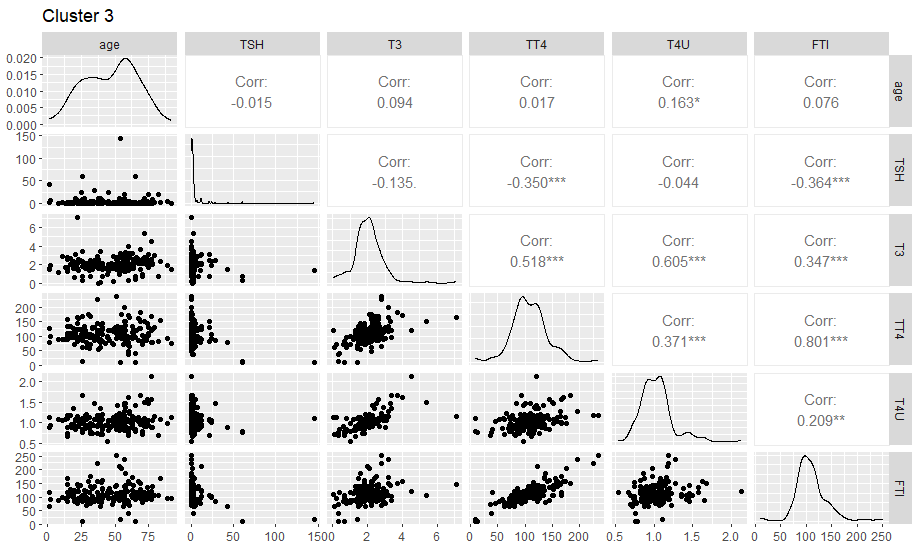 Cluster 3
age TSH T3 TT4 T4U FTI
0.020
0.015
0.010
0.005
0.000
Corr:
-0.015
Corr:
0.094
Corr:
0.017
Corr:
0.163*
Corr:
0.076
age
150
100
50
0
Corr:
-0.135.
Corr:
-0.350***
Corr:
-0.044
Corr:
-0.364***
TSH
6
4
2
0
Corr:
0.518***
Corr:
0.605***
Corr:
0.347***
T3
200
150
100
50
0
Corr:
0.371***
Corr:
0.801***
TT4
2.0
1.5
1.0
0.5
Corr:
0.209**
T4U
250
200
150
100
50
0
FTI
0 25 50 75
0 50 100 150
0 2 4 6
0 50 100 150 200
0.5 1.0 1.5 2.0
0 50 100 150 200 250